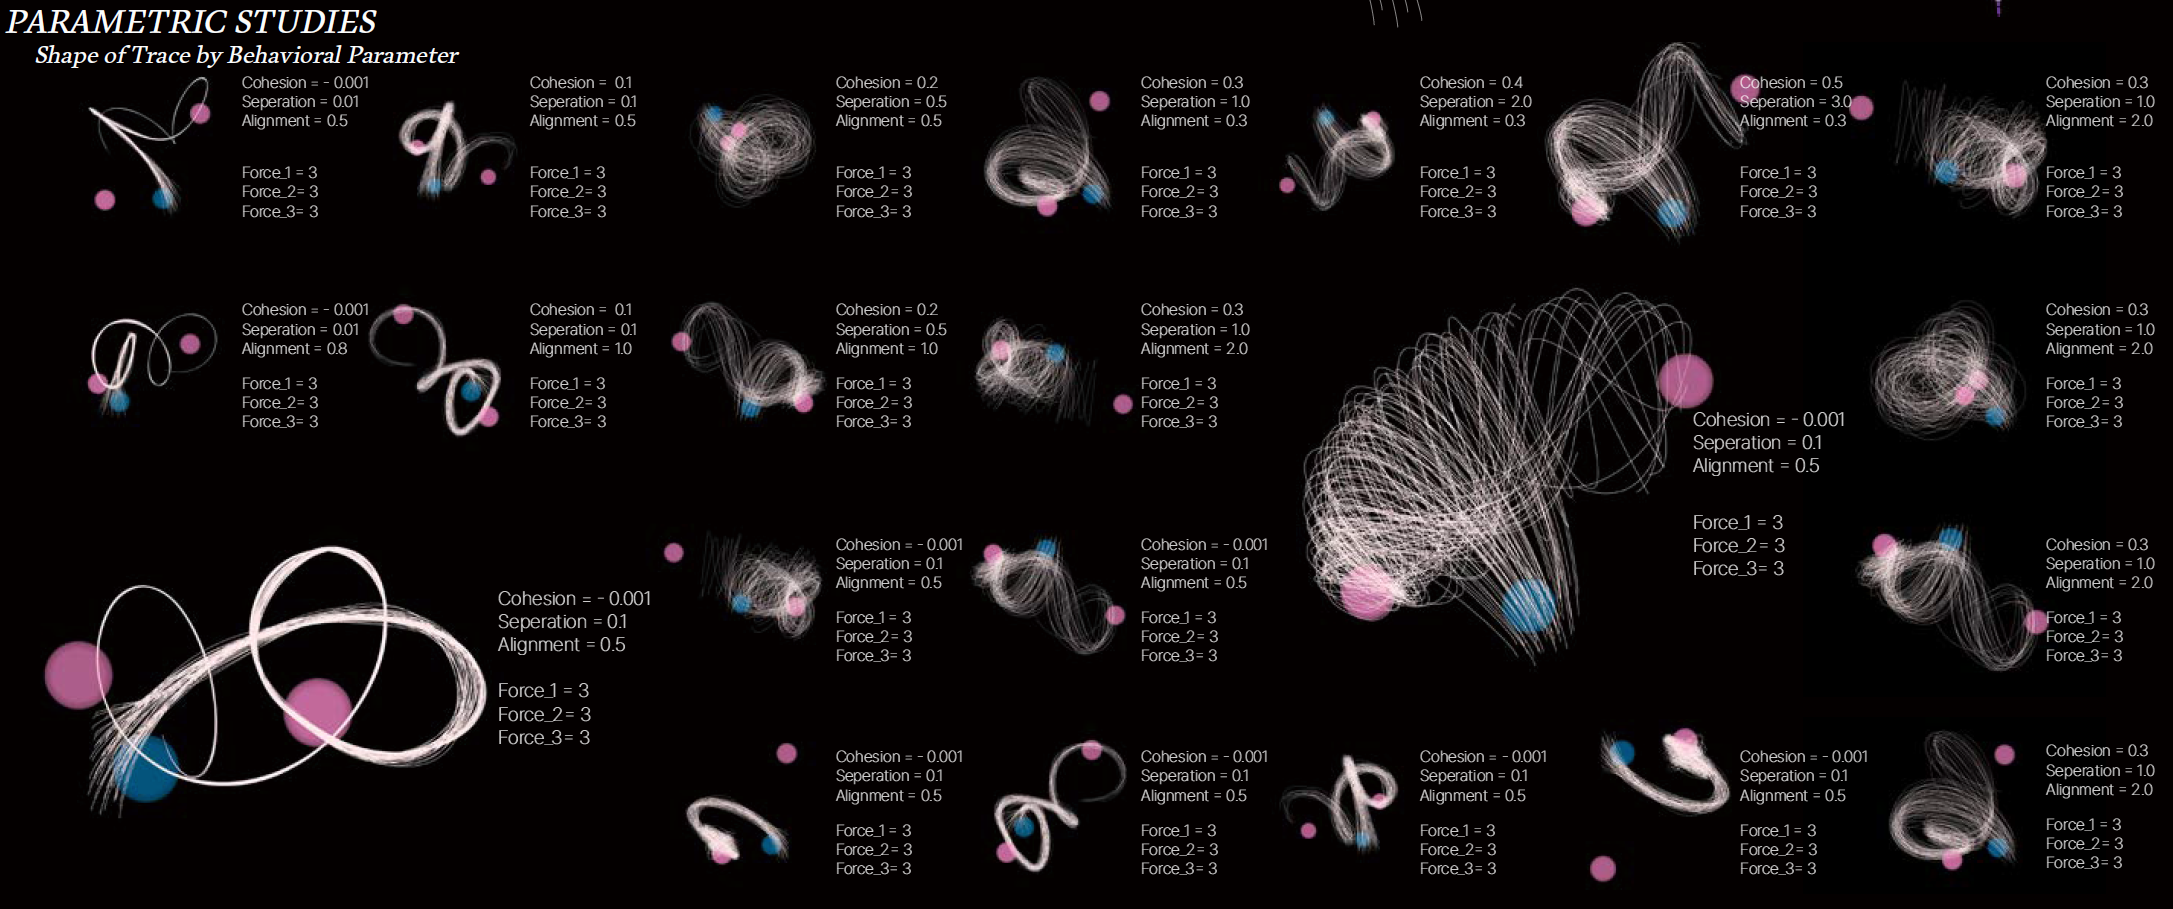 PARAMETRIC STUDIES
Shape of Trace by Behavioral Parameter
Cohesion = - 0.001
Seperation = 0.01
Alignment = 0.5
Force_1 = 3
Force_2= 3
Force_3= 3
Cohesion = 0.1
Seperation = 0.1
Alignment = 0.5
Force_1 = 3
Force_2= 3
Force_3= 3
Cohesion = 0.2
Seperation = 0.5
Alignment = 0.5
Force_1 = 3
Force_2= 3
Force_3= 3
Cohesion = 0.3
Seperation = 1.0
Alignment = 0.3
Force_1 = 3
Force_2= 3
Force_3= 3
Cohesion = 0.4
Seperation = 2.0
Alignment = 0.3
Force_1 = 3
Force_2= 3
Force_3= 3
Cohesion = 0.5
Seperation = 3.0
Alignment = 0.3
Force_1 = 3
Force_2= 3
Force_3= 3
Cohesion = 0.3
Seperation = 1.0
Alignment = 2.0
Force_1 = 3
Force_2= 3
Force_3= 3
Cohesion = - 0.001
Seperation = 0.01
Alignment = 0.8
Force_1 = 3
Force_2= 3
Force_3= 3
Cohesion = 0.1
Seperation = 0.1
Alignment = 1.0
Force_1 = 3
Force_2= 3
Force_3= 3
Cohesion = 0.2
Seperation = 0.5
Alignment = 1.0
Force_1 = 3
Force_2= 3
Force_3= 3
Cohesion = 0.3
Seperation = 1.0
Alignment = 2.0
Force_1 = 3
Force_2= 3
Force_3= 3
Cohesion = - 0.001
Seperation = 0.1
Alignment = 0.5
Force_1 = 3
Force_2= 3
Force_3= 3
Cohesion = 0.3
Seperation = 1.0
Alignment = 2.0
Force_1 = 3
Force_2= 3
Force_3= 3
Cohesion = - 0.001
Seperation = 0.1
Alignment = 0.5
Force_1 = 3
Force_2= 3
Force_3= 3
Cohesion = - 0.001
Seperation = 0.1
Alignment = 0.5
Force_1 = 3
Force_2= 3
Force_3= 3
Cohesion = - 0.001
Seperation = 0.1
Alignment = 0.5
Force_1 = 3
Force_2= 3
Force_3= 3
Cohesion = 0.3
Seperation = 1.0
Alignment = 2.0
Force_1 = 3
Force_2= 3
Force_3= 3
Cohesion = - 0.001
Seperation = 0.1
Alignment = 0.5
Force_1 = 3
Force_2= 3
Force_3= 3
Cohesion = - 0.001
Seperation = 0.1
Alignment = 0.5
Force_1 = 3
Force_2= 3
Force_3= 3
Cohesion = - 0.001
Seperation = 0.1
Alignment = 0.5
Force_1 = 3
Force_2= 3
Force_3= 3
Cohesion = - 0.001
Seperation = 0.1
Alignment = 0.5
Force_1 = 3
Force_2= 3
Force_3= 3
Cohesion = 0.3
Seperation = 1.0
Alignment = 2.0
Force_1 = 3
Force_2= 3
Force_3= 3